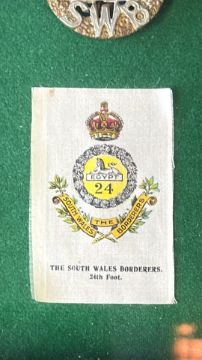 SWB
EGYPT
24
SOUTH WALES THE BORDERERS
THE SOUTH WALES BORDERERS.
24th Foot.